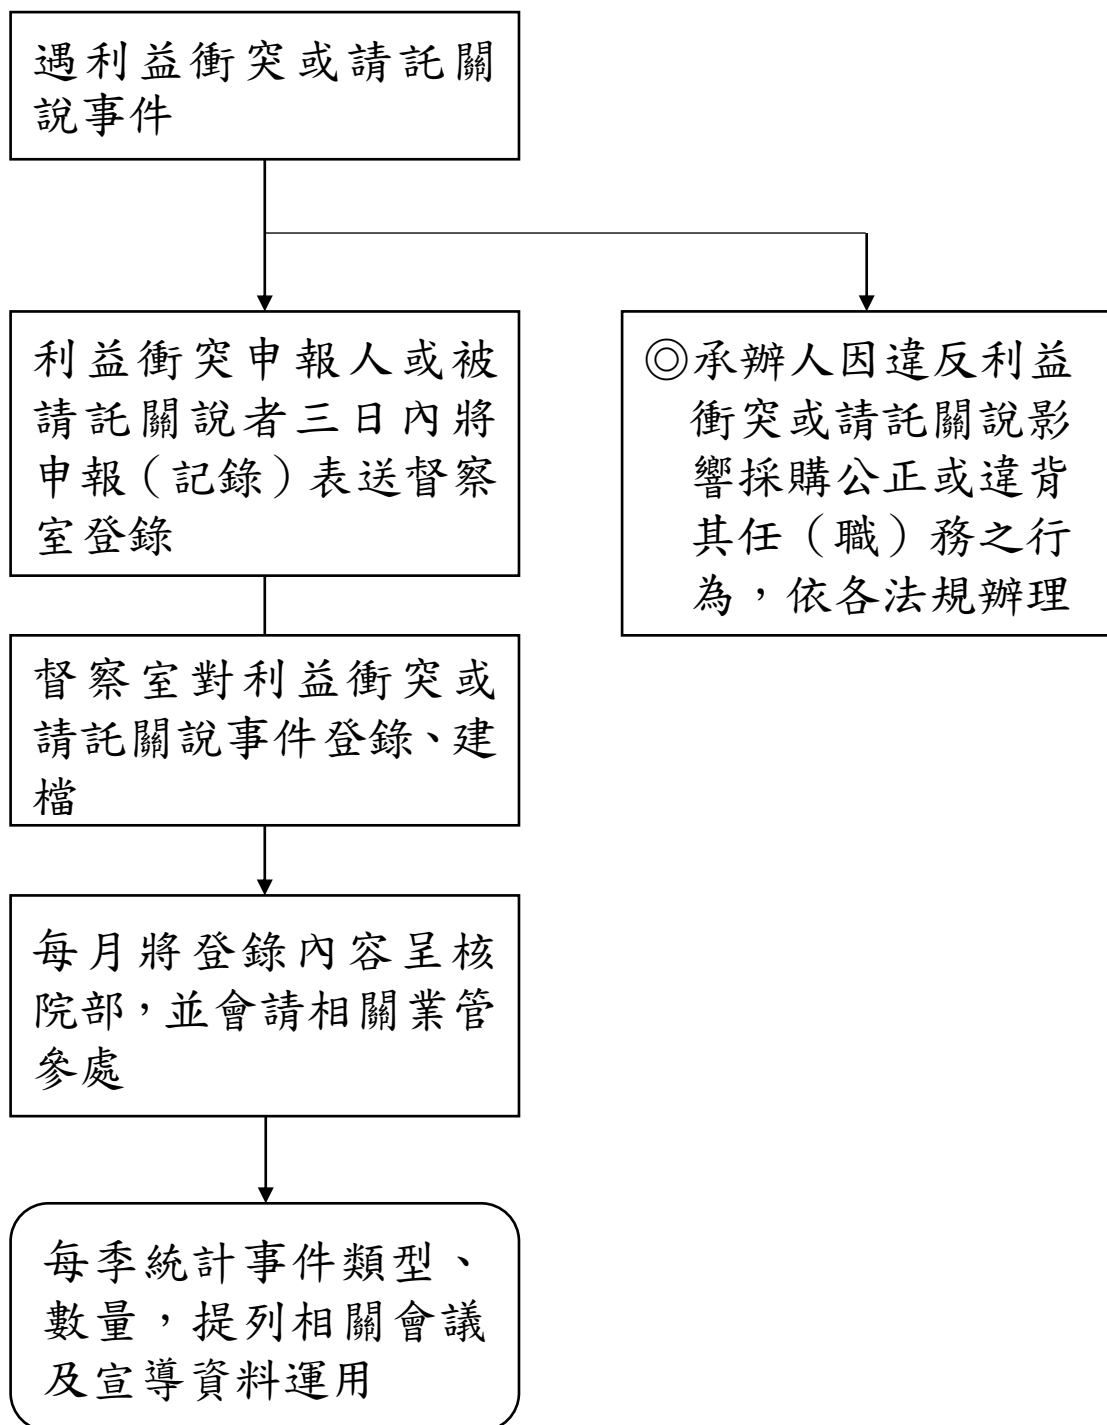 遇利益衝突或請託關
說事件
利益衝突申報人或被
請託關說者三日內將
申報（記錄）表送督察
室登錄
◎承辦人因違反利益
衝突或請託關說影
響採購公正或違背
其任（職）務之行
為，依各法規辦理
督察室對利益衝突或
請託關說事件登錄、建
檔
每月將登錄內容呈核
院部，並會請相關業管
參處
每季統計事件類型、
數量，提列相關會議
及宣導資料運用